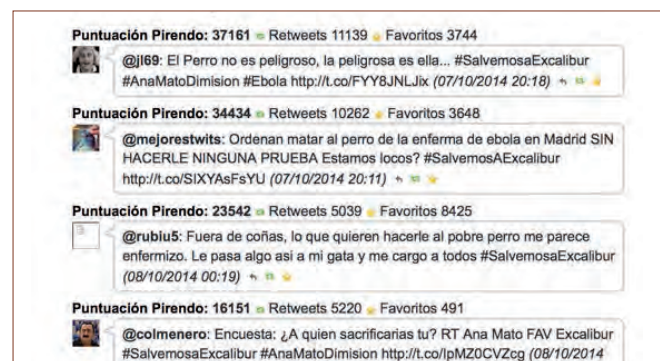 Puntuación Pirendo: 37161 Retweets 11139 Favoritos 3744
@jl69: El Perro no es peligroso, la peligrosa es ella... #SalvemosaExcalibur
#AnaMatoDimision #Ebola http://t.co/FYY8JNLJix (07/10/2014 20:18)
Puntuación Pirendo: 34434 Retweets 10262 Favoritos 3648
@mejorestwits: Ordenan matar al perro de la enferma de ebola en Madrid SIN
HACERLE NINGUNA PRUEBA Estamos locos? #SalvemosAExcalibur
http://t.co/SIXYAsFsYU (07/10/2014 20:11)
Puntuación Pirendo: 23542 Retweets 5039 Favoritos 8425
@rubiu5: Fuera de coñas, lo que quieren hacerle al pobre perro me parece
enfermizo. Le pasa algo asi a mi gata y me cargo a todos #SalvemosaExcalibur
(08/10/2014 00:19)
Puntuación Pirendo: 16151 Retweets 5220 Favoritos 491
@colmenero: Encuesta: ¿A quien sacrificarias tu? RT Ana Mato FAV Excalibur
#SalvemosaExcalibur #AnaMatoDimision http://t.co/IpMZ0CVZcg (08/10/2014